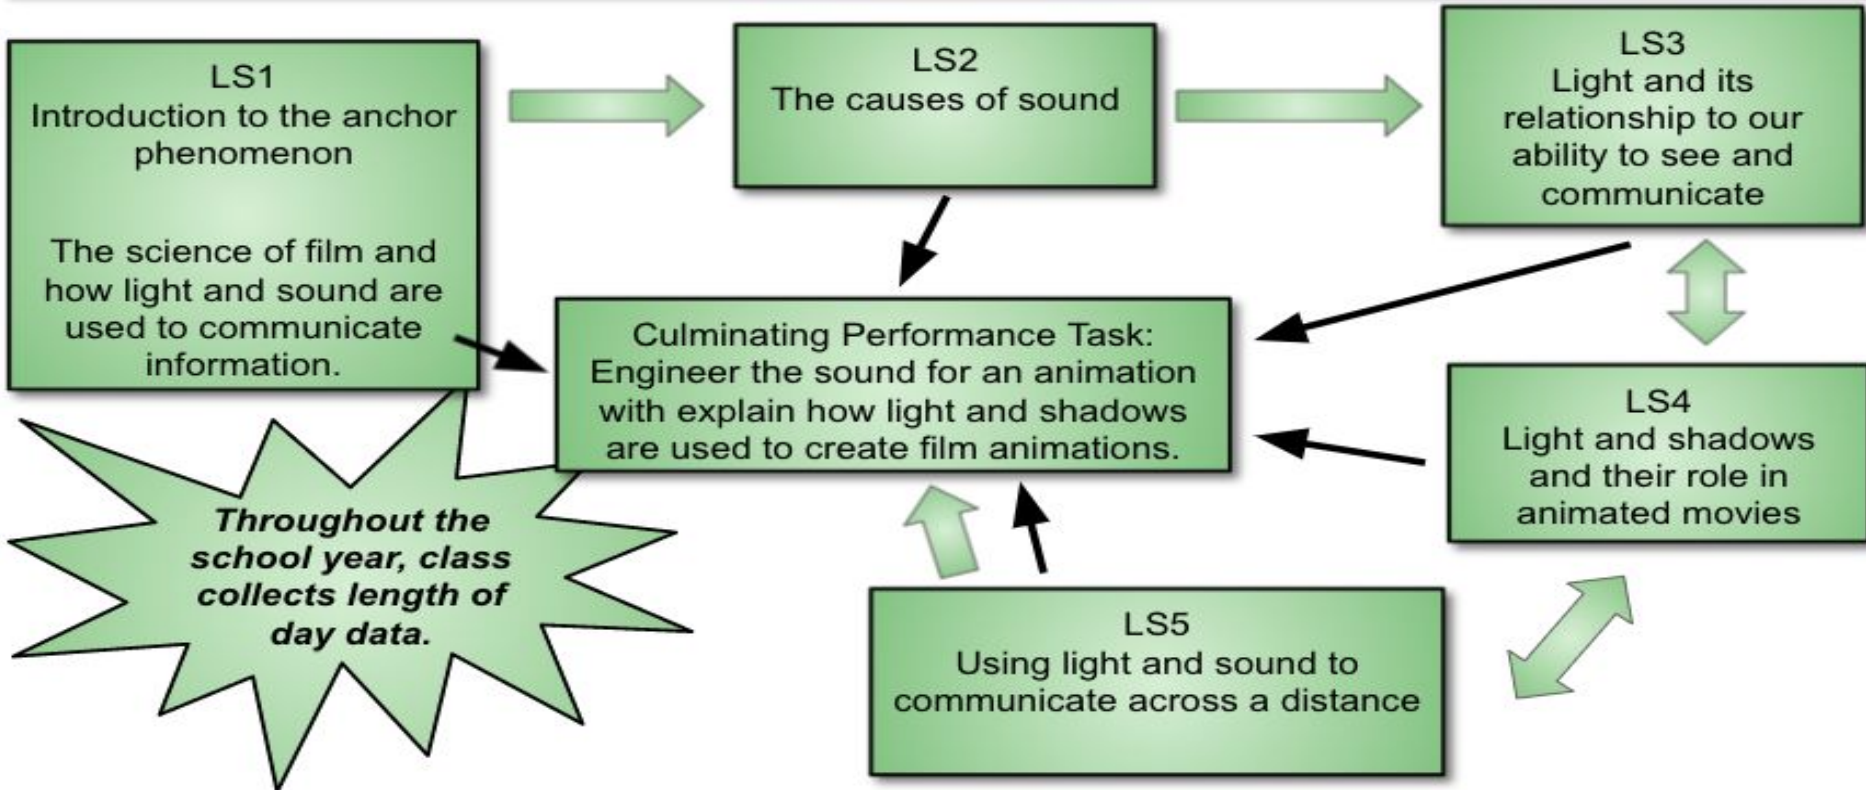 LS1
Introduction to the anchor
phenomenon
The science of film and
how light and sound are
used to communicate
information.
LS2
The causes of sound
LS3
Light and its
relationship to our
ability to see and
communicate
Culminating Performance Task:
Engineer the sound for an animation
with explain how light and shadows
are used to create film animations.
LS4
Light and shadows
and their role in
animated movies
Throughout the
school year, class
collects length of
day data.
LS5
Using light and sound to
communicate across a distance